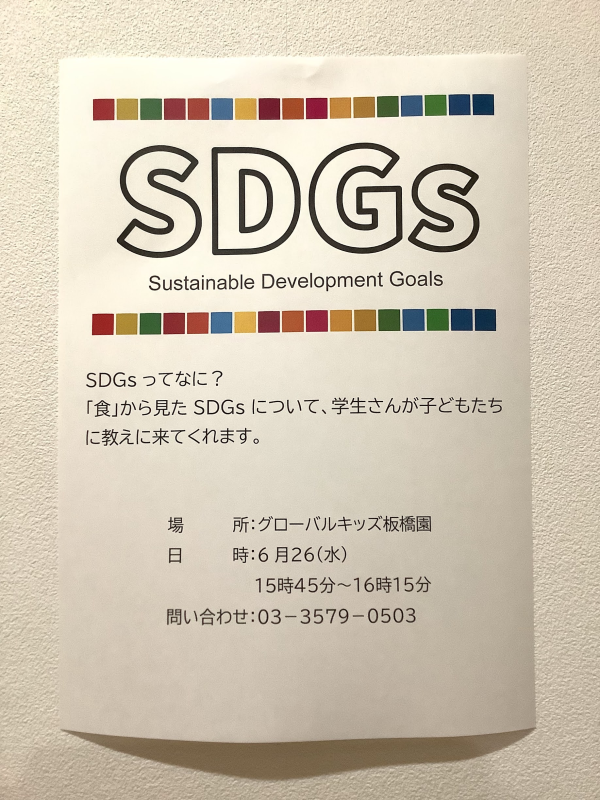 SDGs
Sustainable Development Goals
SDGsってなに？
「食」から見たSDGsについて、学生さんが子どもたち
に教えに来てくれます。
場　所：グローバルキッズ板橋園
日　時：6月26（水）
15時45分～16時15分
問い合わせ：03－3579－0503